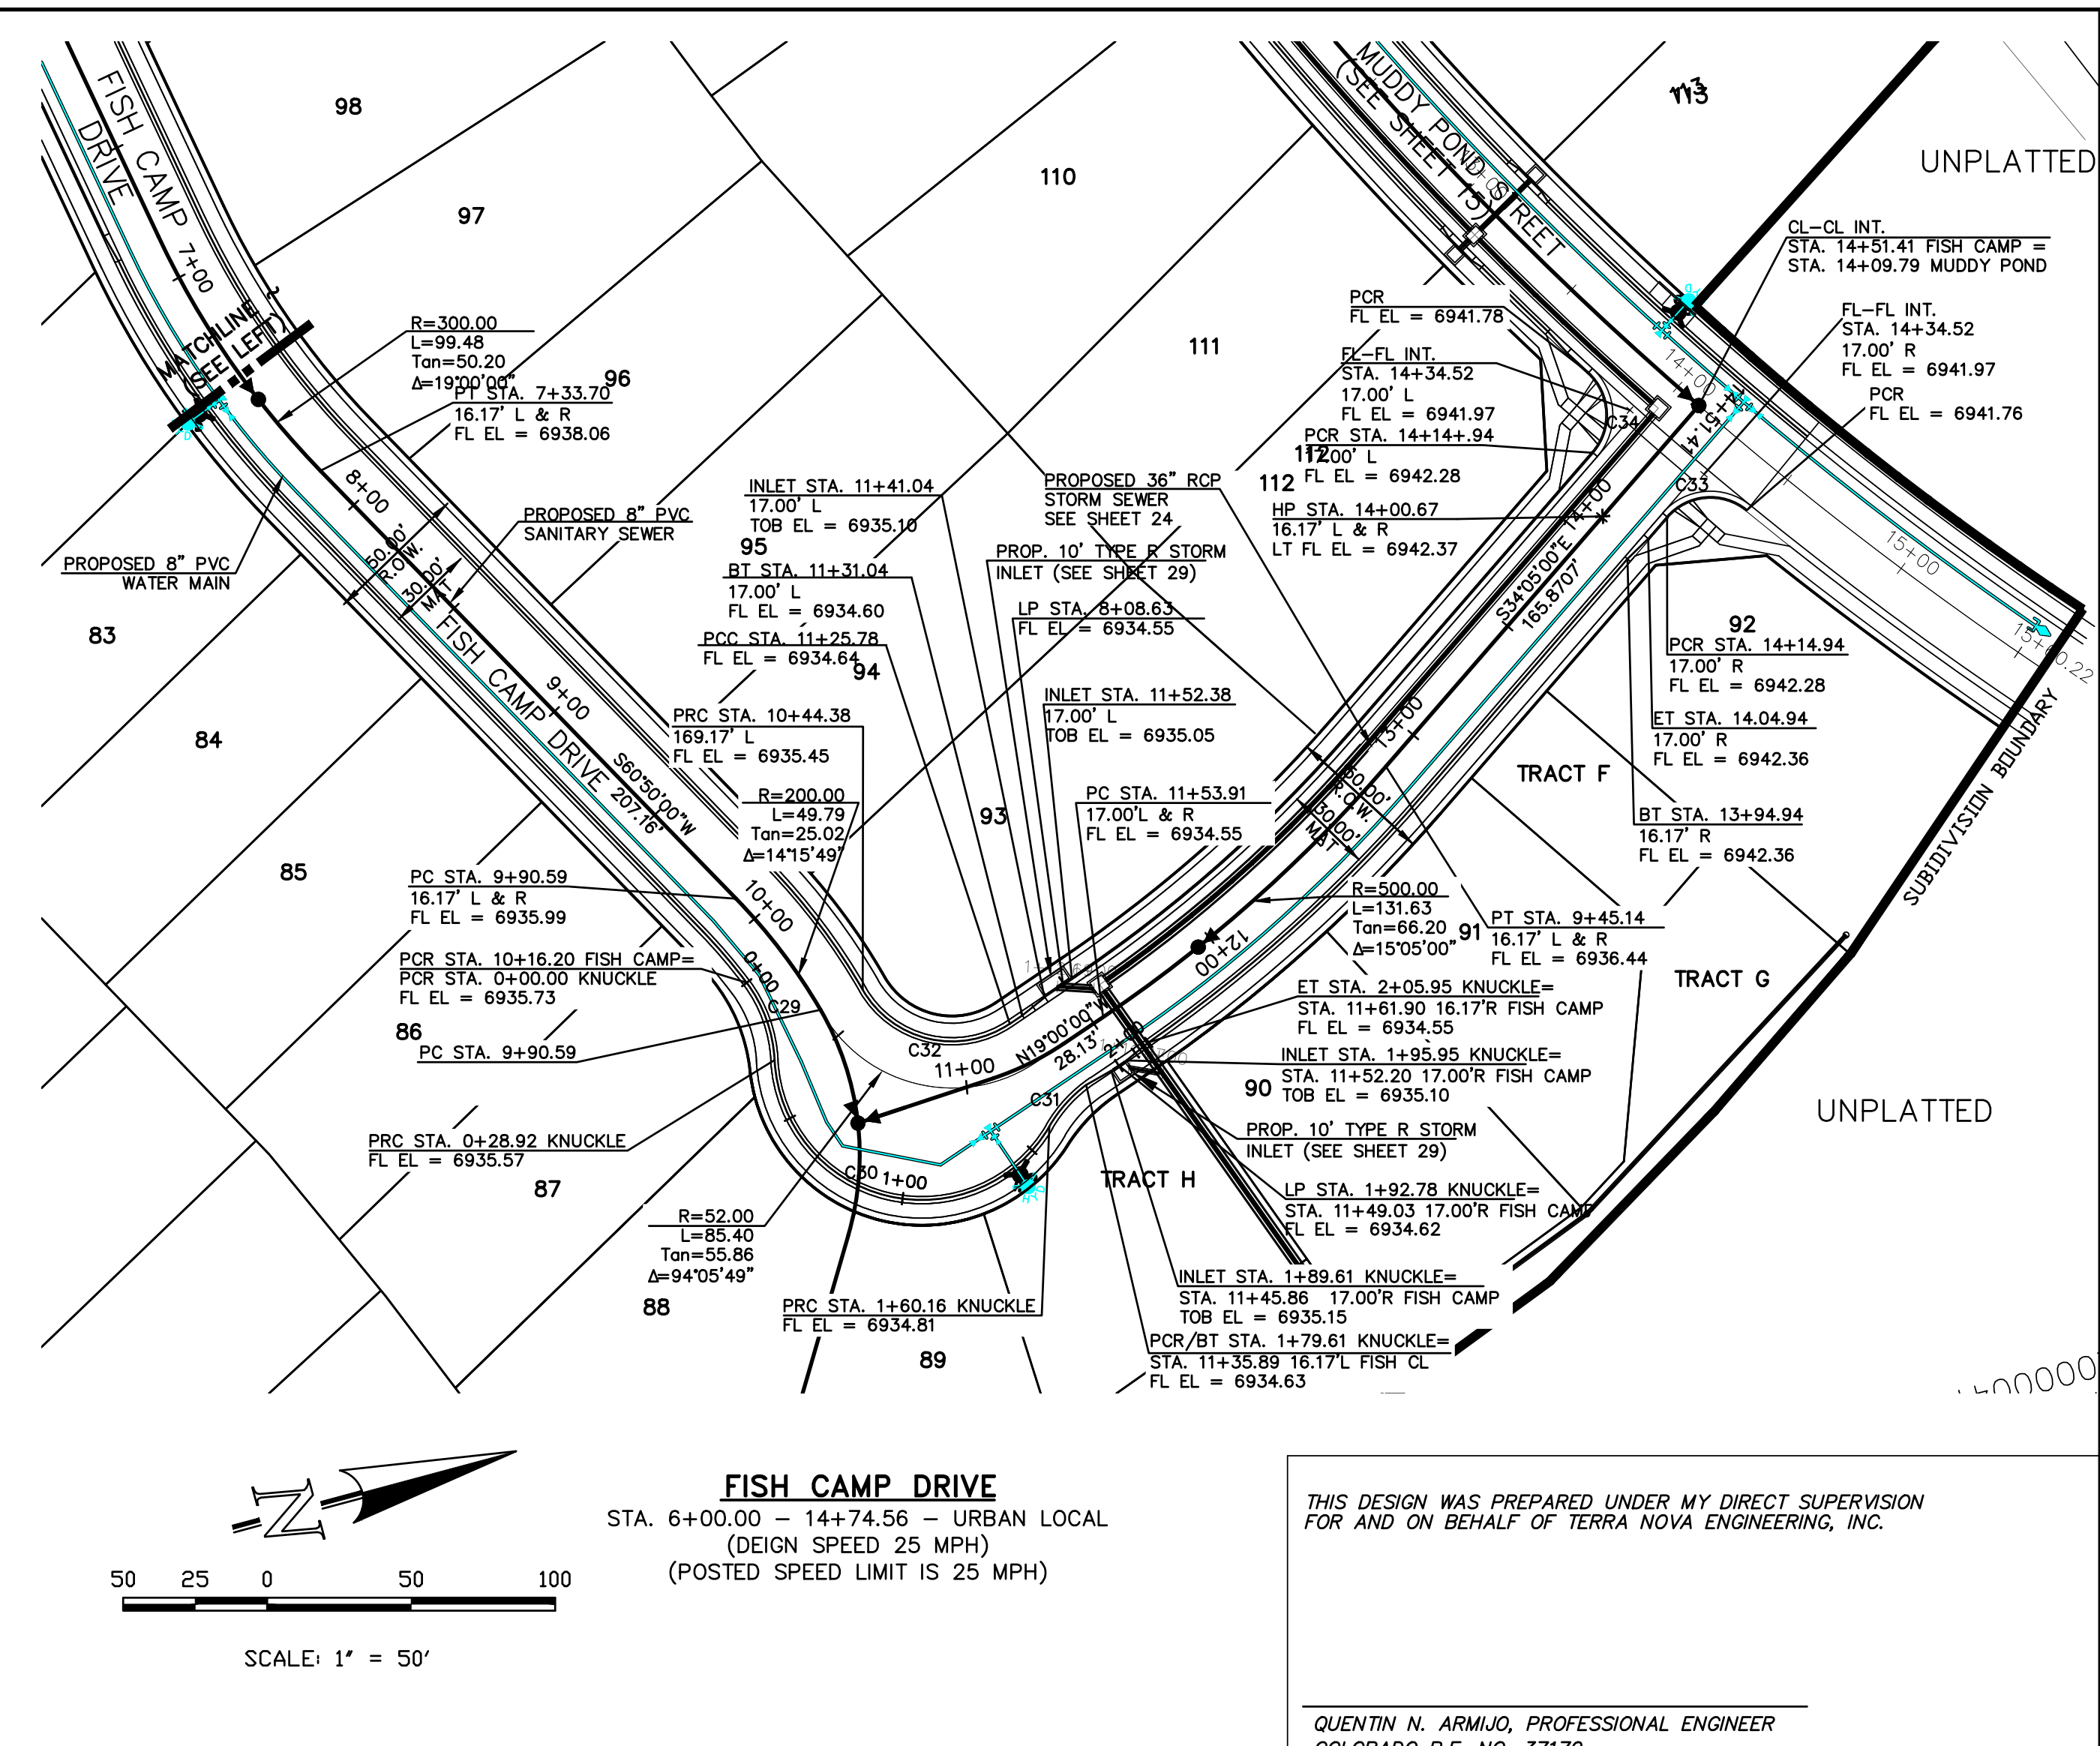 FISH CAMP
DRIVE
7+00
98
97
MATCHLINE - 2
(SEE LEFT)
R=300.00
L=99.48
Tan=50.20
Δ=19°00'00"
96
PT STA. 7+33.70
16.17' L & R
FL EL = 6938.06
8+00
PROPOSED 8" PVC
SANITARY SEWER
PROPOSED 8" PVC
WATER MAIN
R.O.W.
30.00'
MAT
83
84
85
86
87
88
89
FISH CAMP DRIVE
9+00
S60°50'00"W
207.16'
110
111
113
MUDDY POND STREET
(SEE SHEET 15)
UNPLATTED
CL-CL INT.
STA. 14+51.41 FISH CAMP =
STA. 14+09.79 MUDDY POND
FL-FL INT.
STA. 14+34.52
17.00' R
FL EL = 6941.97
PCR
FL EL = 6941.76
PCR
FL EL = 6941.78
FL-FL INT.
STA. 14+34.52
17.00' L
FL EL = 6941.97
PCR STA. 14+14+.94
17.00' L
FL EL = 6942.28
112
112
HP STA. 14+00.67
16.17' L & R
LT FL EL = 6942.37
14+00
14+51.41
C34
C33
14+00
15+00
15+60.22
S34°05'00"E
165.8707'
PROPOSED 36" RCP
STORM SEWER
SEE SHEET 24
INLET STA. 11+41.04
17.00' L
TOB EL = 6935.10
95
BT STA. 11+31.04
17.00' L
FL EL = 6934.60
PCC STA. 11+25.78
FL EL = 6934.64
94
PROP. 10' TYPE R STORM
INLET (SEE SHEET 29)
LP STA. 8+08.63
FL EL = 6934.55
INLET STA. 11+52.38
17.00' L
TOB EL = 6935.05
PRC STA. 10+44.38
169.17' L
FL EL = 6935.45
R=200.00
L=49.79
Tan=25.02
Δ=14°15'49"
93
PC STA. 11+53.91
17.00'L & R
FL EL = 6934.55
13+00
60.00'
R.O.W.
30.00'
MAT
92
PCR STA. 14+14.94
17.00' R
FL EL = 6942.28
ET STA. 14.04.94
17.00' R
FL EL = 6942.36
TRACT F
BT STA. 13+94.94
16.17' R
FL EL = 6942.36
SUBIDIVISION BOUNDARY
PC STA. 9+90.59
16.17' L & R
FL EL = 6935.99
10+00
PCR STA. 10+16.20 FISH CAMP=
PCR STA. 0+00.00 KNUCKLE
FL EL = 6935.73
0+00
C29
PC STA. 9+90.59
R=500.00
L=131.63
Tan=66.20
Δ=15°05'00"
91
PT STA. 9+45.14
16.17' L & R
FL EL = 6936.44
TRACT G
12+00
ET STA. 2+05.95 KNUCKLE=
STA. 11+61.90 16.17'R FISH CAMP
FL EL = 6934.55
C32
11+00
N19°00'00"W
28.13'
INLET STA. 1+95.95 KNUCKLE=
STA. 11+52.20 17.00'R FISH CAMP
TOB EL = 6935.10
90
C31
UNPLATTED
PRC STA. 0+28.92 KNUCKLE
FL EL = 6935.57
PROP. 10' TYPE R STORM
INLET (SEE SHEET 29)
C30
1+00
TRACT H
LP STA. 1+92.78 KNUCKLE=
STA. 11+49.03 17.00'R FISH CAMP
FL EL = 6934.62
R=52.00
L=85.40
Tan=55.86
Δ=94°05'49"
INLET STA. 1+89.61 KNUCKLE=
STA. 11+45.86 17.00'R FISH CAMP
TOB EL = 6935.15
PRC STA. 1+60.16 KNUCKLE
FL EL = 6934.81
PCR/BT STA. 1+79.61 KNUCKLE=
STA. 11+35.89 16.17'L FISH CL
FL EL = 6934.63
N
FISH CAMP DRIVE
STA. 6+00.00 - 14+74.56 - URBAN LOCAL
(DEIGN SPEED 25 MPH)
(POSTED SPEED LIMIT IS 25 MPH)
50 25 0 50 100
SCALE: 1" = 50'
THIS DESIGN WAS PREPARED UNDER MY DIRECT SUPERVISION
FOR AND ON BEHALF OF TERRA NOVA ENGINEERING, INC.
QUENTIN N. ARMIJO, PROFESSIONAL ENGINEER
COLORADO P.E. NO. 37170